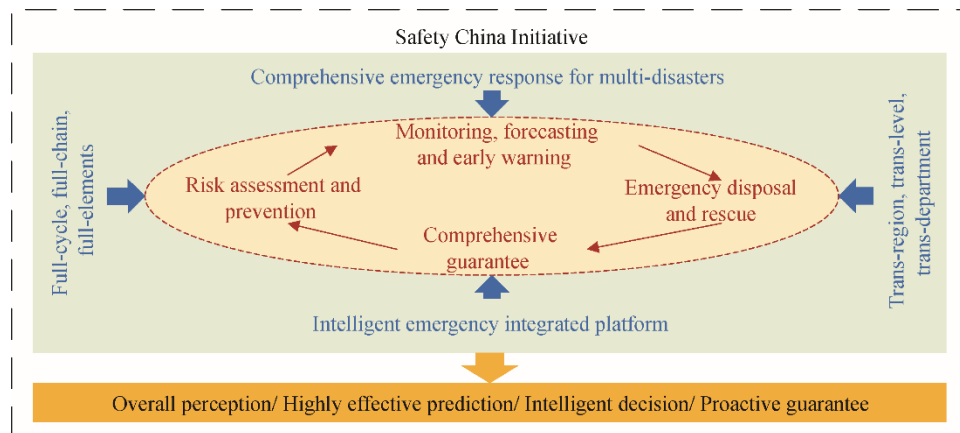 Safety China Initiative
Comprehensive emergency response for multi-disasters
Full-cycle, full-chain,
full-elements
Monitoring, forecasting
and early warning
Risk assessment and
prevention
Emergency disposal
and rescue
Comprehensive
guarantee
Trans-region, trans-level,
trans-department
Intelligent emergency integrated platform
Overall perception/ Highly effective prediction/ Intelligent decision/ Proactive guarantee